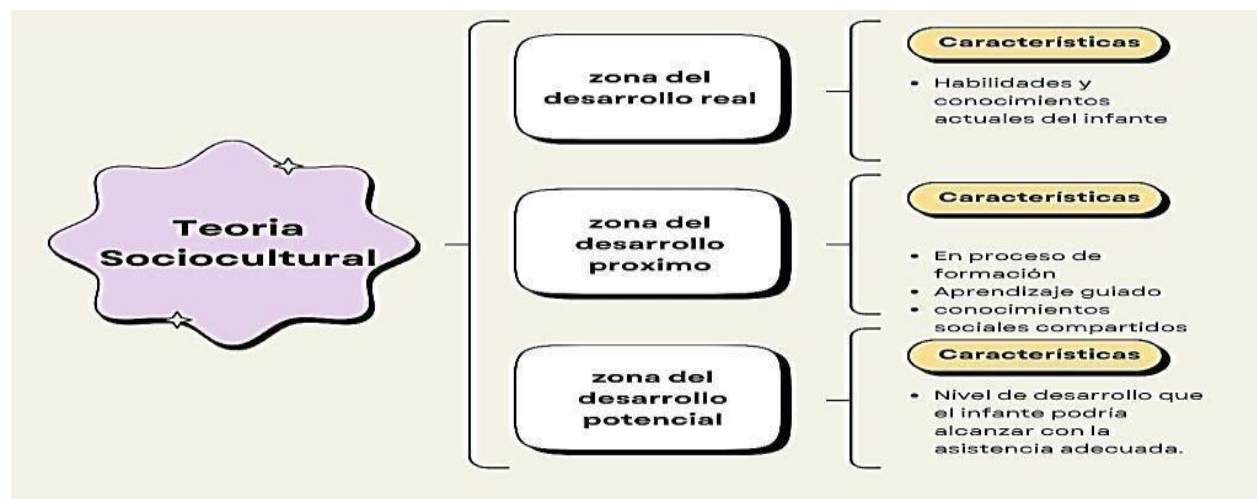 Teoria
Sociocultural
zona del
desarrollo real
Características
• Habilidades y
conocimientos
actuales del infante
zona del
desarrollo
proximo
Características
• En proceso de
formación
• Aprendizaje guiado
• conocimientos
sociales compartidos
zona del
desarrollo
potencial
Características
• Nivel de desarrollo que
el infante podría
alcanzar con la
asistencia adecuada.